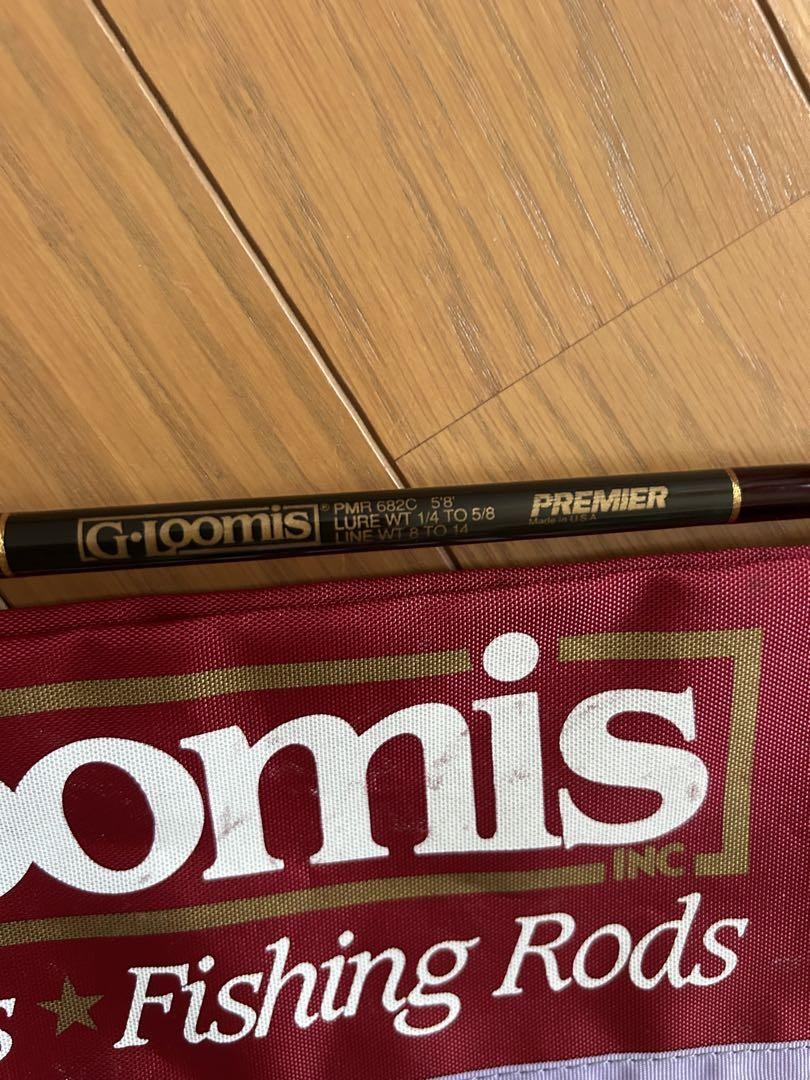 G·Loomis® PMR 682C 5'8'
LURE WT 1/4 TO 5/8
LINE WT 8 TO 14
PREMIER
Made in U.S.A.
oomis
INC
s ★ Fishing Rods